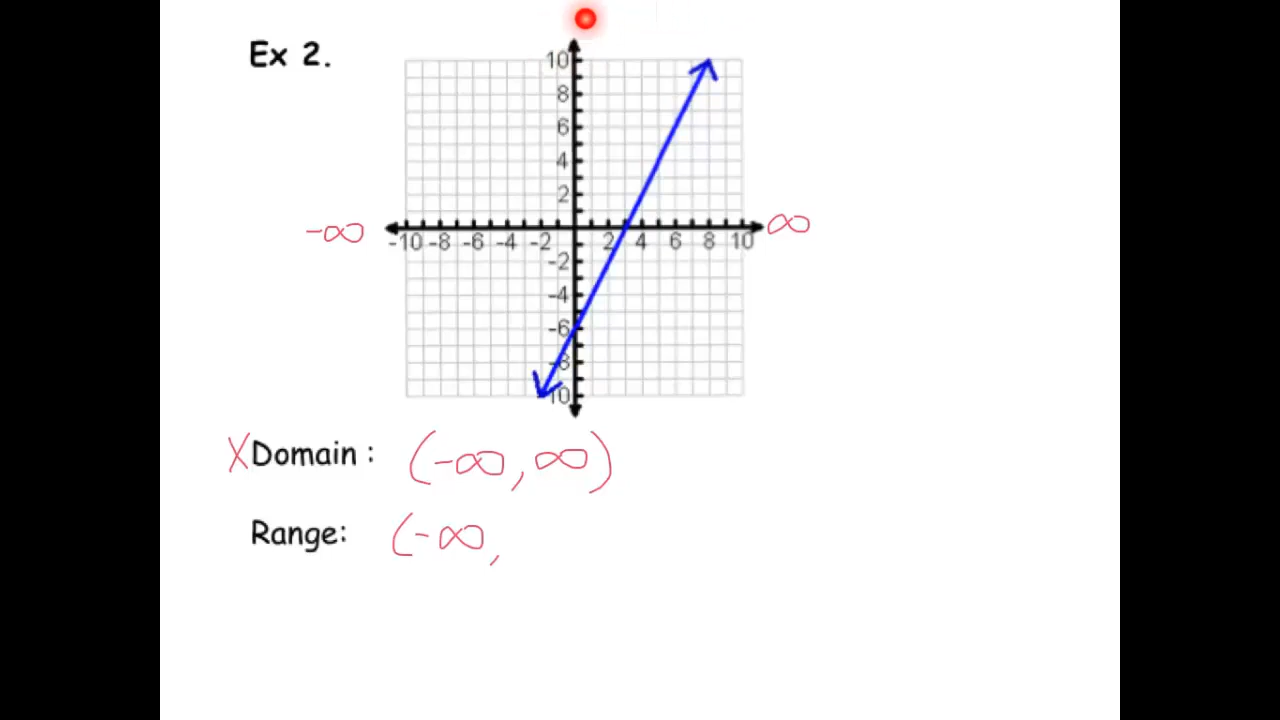 Ex 2.
10
8
6
4
2
-∞ ∞
-10 -8 -6 -4 -2 2 4 6 8 10
-2
-4
-6
-8
10
X Domain : (-∞, ∞)
Range: (-∞,